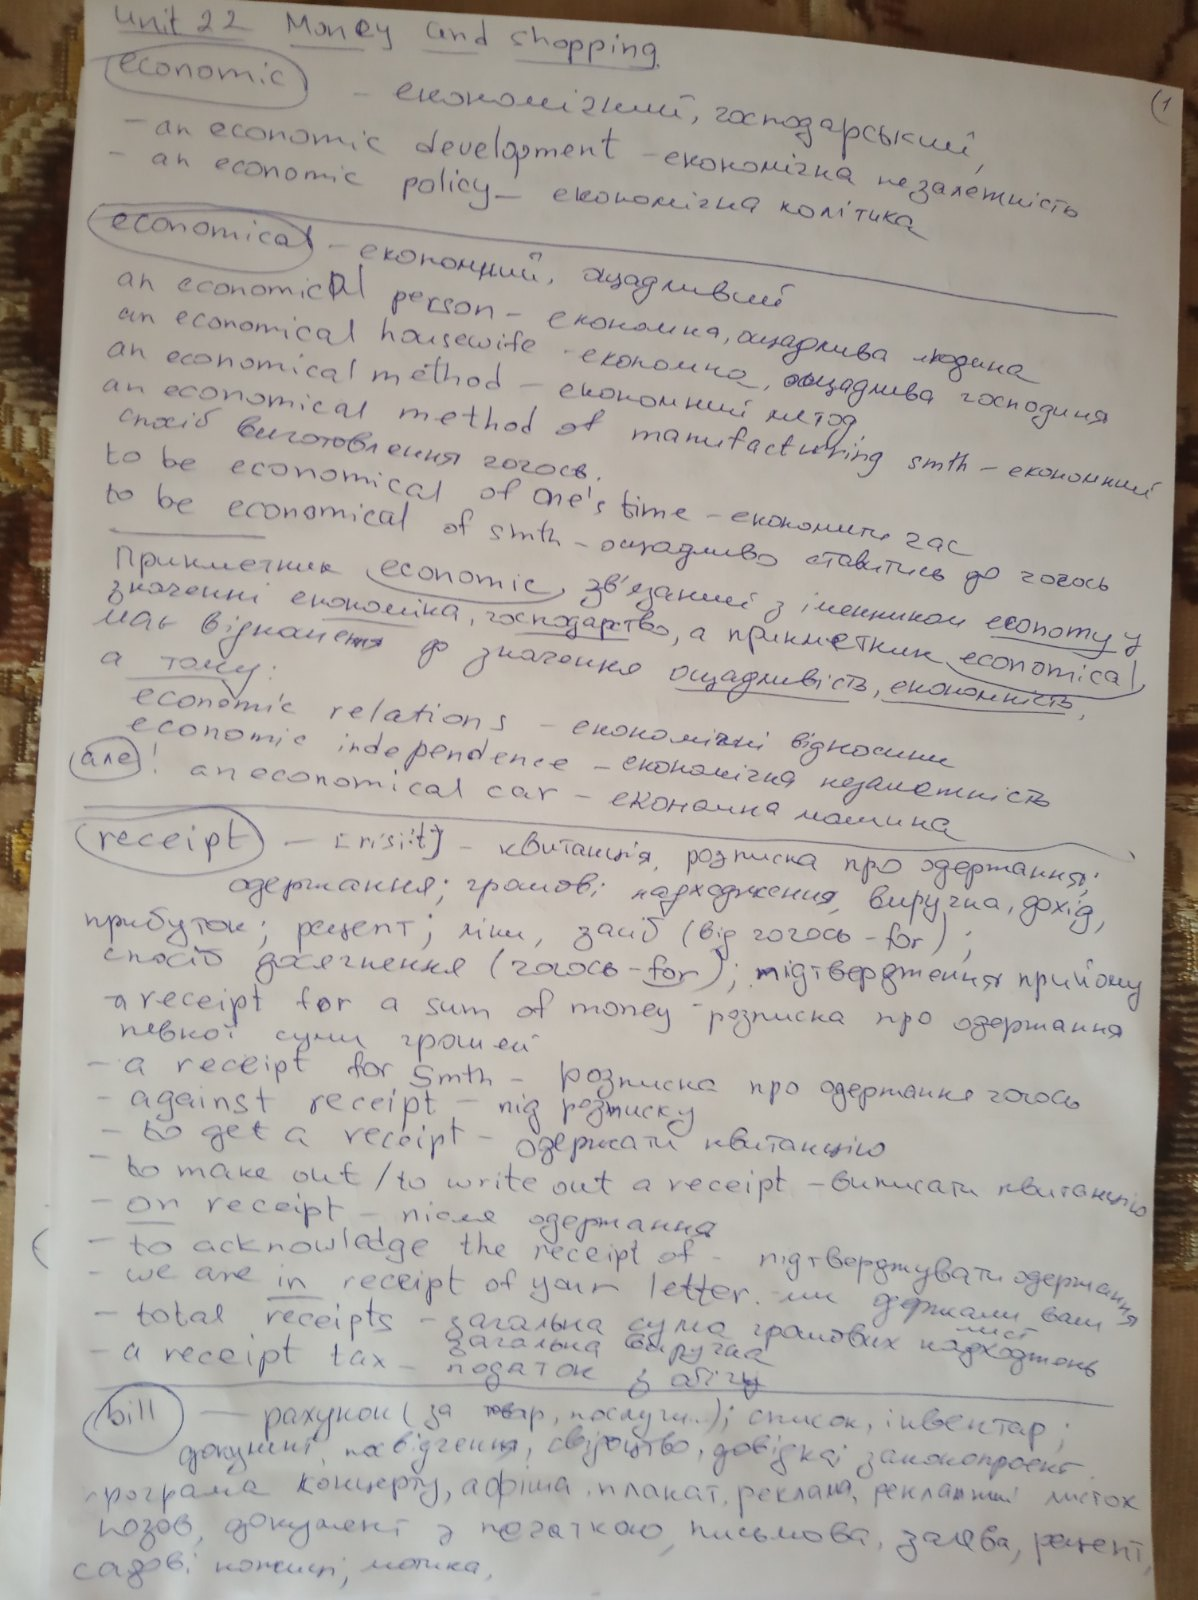 Unit 22 Money and shopping
(1
economic - економічний, господарський,
- an economic development - економічна незалежність
- an economic policy - економічна політика
economical - економний, ощадливий
an economical person - економна, ощадлива людина
an economical housewife - економна, ощадлива господиня
an economical method - економний метод
an economical method of manufacturing smth - економний
спосіб виготовлення чогось.
to be economical of one's time - економити час
to be economical of smth - ощадливо ставитись до чогось
Прикметник economic, зв'язаний з іменником economy у
значенні економіка, господарство, а прикметник economical
має відношення до значення ощадливість, економність,
а тому:
economic relations - економічні відносини
economic independence - економічна незалежність
але! an economical car - економна машина
receipt - [risi:t] - квитанція, розписка про одержання;
одержання; грошові надходження, виручка, дохід,
прибуток; рецепт; ліки, засіб (від чогось - for);
спосіб досягнення (чогось - for); підтвердження прийому
- a receipt for a sum of money - розписка про одержання
певної суми грошей
- a receipt for smth - розписка про одержання чогось
- against receipt - під розписку
- to get a receipt - одержати квитанцію
- to make out / to write out a receipt - виписати квитанцію
- on receipt - після одержання
- to acknowledge the receipt of - підтверджувати одержання
- we are in receipt of your letter. - ми держали ваш
лист
- total receipts - загальна сума грошових надходжень
загальна виручка
- a receipt tax - податок з обігу
bill - рахунок (за товар, послуги..); список, інвентар;
документ, посвідчення, свідоцтво, довідка; законопроект
програма концерту, афіша, плакат, реклама, рекламний листок
позов, документ з печаткою, письмова, заява, рецепт,
садові ножиці; мотика,